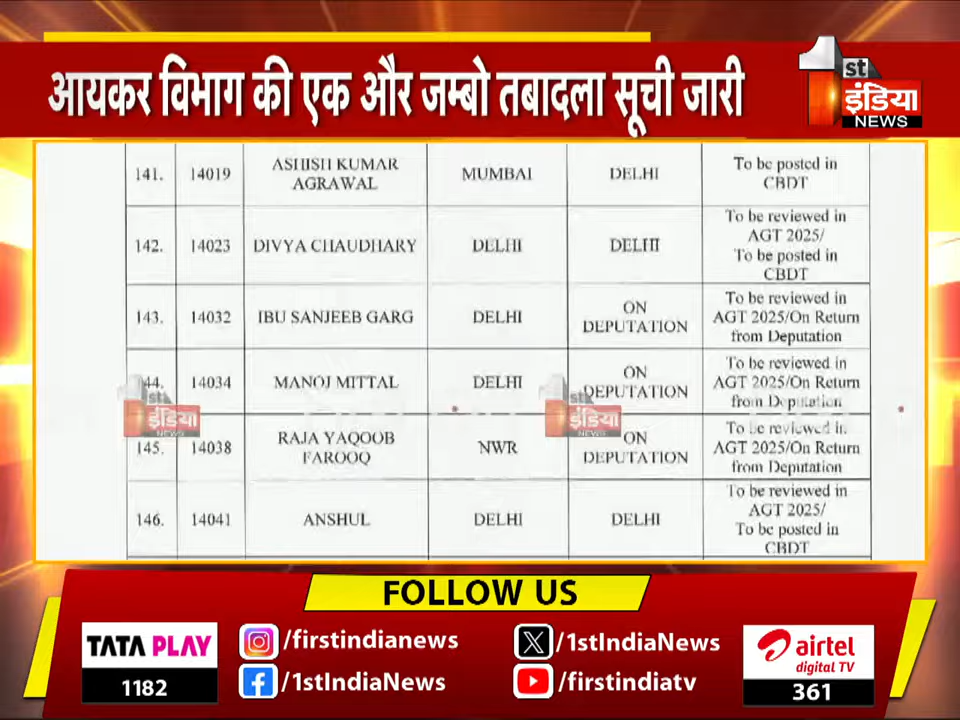 आयकर विभाग की एक और जम्बो तबादला सूची जारी
1st
इंडिया
NEWS
141. 14019 ASHISH KUMAR AGRAWAL MUMBAI DELHI To be posted in CBDT
142. 14023 DIVYA CHAUDHARY DELHI DELHI To be reviewed in AGT 2025/ To be posted in CBDT
143. 14032 IBU SANJEEB GARG DELHI ON DEPUTATION To be reviewed in AGT 2025/On Return from Deputation
44. 14034 MANOJ MITTAL DELHI ON DEPUTATION To be reviewed in AGT 2025/On Return from Deputation
145. 14038 RAJA YAQOOB FAROOQ NWR ON DEPUTATION To be reviewed in AGT 2025/On Return from Deputation
146. 14041 ANSHUL DELHI DELHI To be reviewed in AGT 2025/ To be posted in CBDT
1st इंडिया NEWS
1st इंडिया NEWS
FOLLOW US
TATA PLAY
1182
/firstindianews
/1stIndiaNews
/1stIndiaNews
/firstindiatv
airtel
digital TV
361